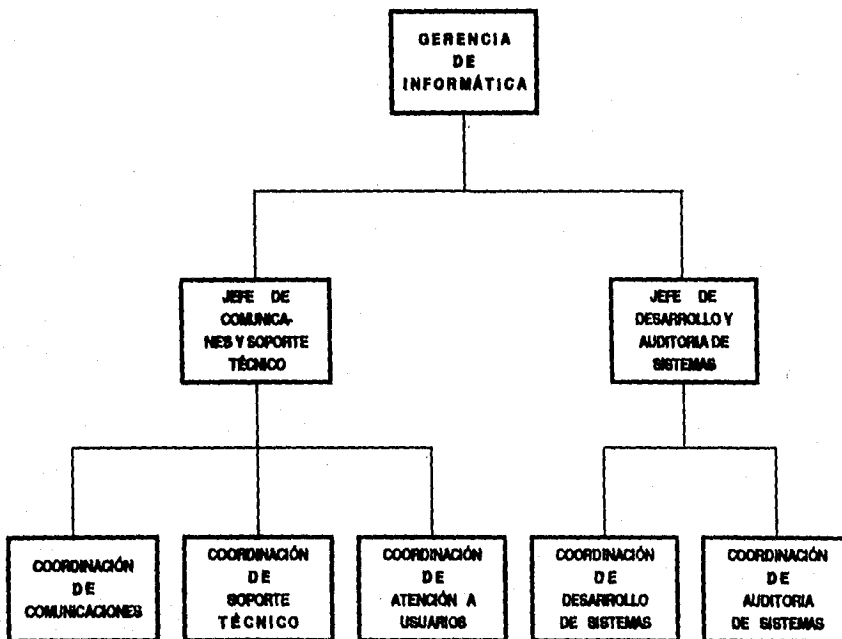 GERENCIA
DE
INFORMÁTICA
JEFE DE
COMUNICA-
NES Y SOPORTE
TÉCNICO
JEFE DE
DESARROLLO Y
AUDITORIA DE
SISTEMAS
COORDINACIÓN
DE
COMUNICACIONES
COORDINACIÓN
DE
SOPORTE
TÉCNICO
COORDINACIÓN
DE
ATENCIÓN A
USUARIOS
COORDINACIÓN
DE
DESARROLLO
DE SISTEMAS
COORDINACIÓN
DE
AUDITORIA
DE SISTEMAS